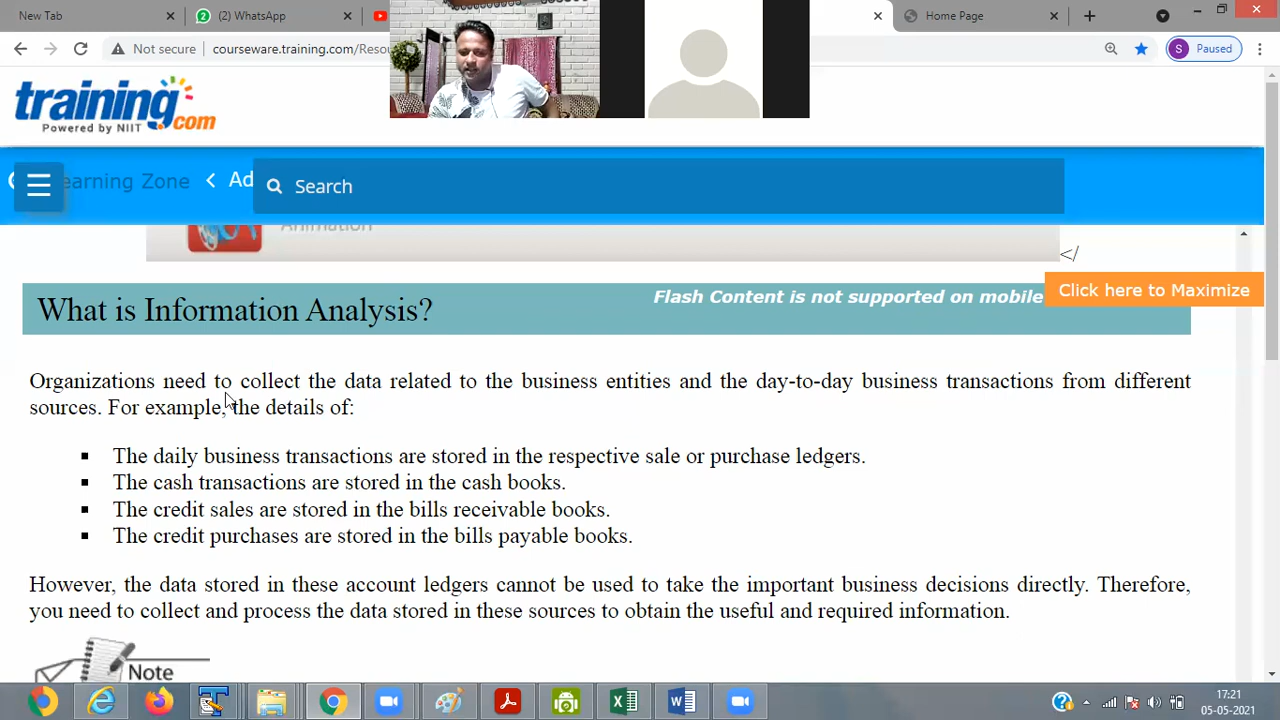 New Tab
(2) WhatsApp
Home Page
Not secure
courseware.training.com/Resou
S
Paused
training.com
Powered by NIIT
earning Zone
Ad
Search
Animation
</
What is Information Analysis?
Flash Content is not supported on mobile
Click here to Maximize
Organizations need to collect the data related to the business entities and the day-to-day business transactions from different
sources. For example, the details of:
The daily business transactions are stored in the respective sale or purchase ledgers.
The cash transactions are stored in the cash books.
The credit sales are stored in the bills receivable books.
The credit purchases are stored in the bills payable books.
However, the data stored in these account ledgers cannot be used to take the important business decisions directly. Therefore,
you need to collect and process the data stored in these sources to obtain the useful and required information.
Note
17:21
05-05-2021